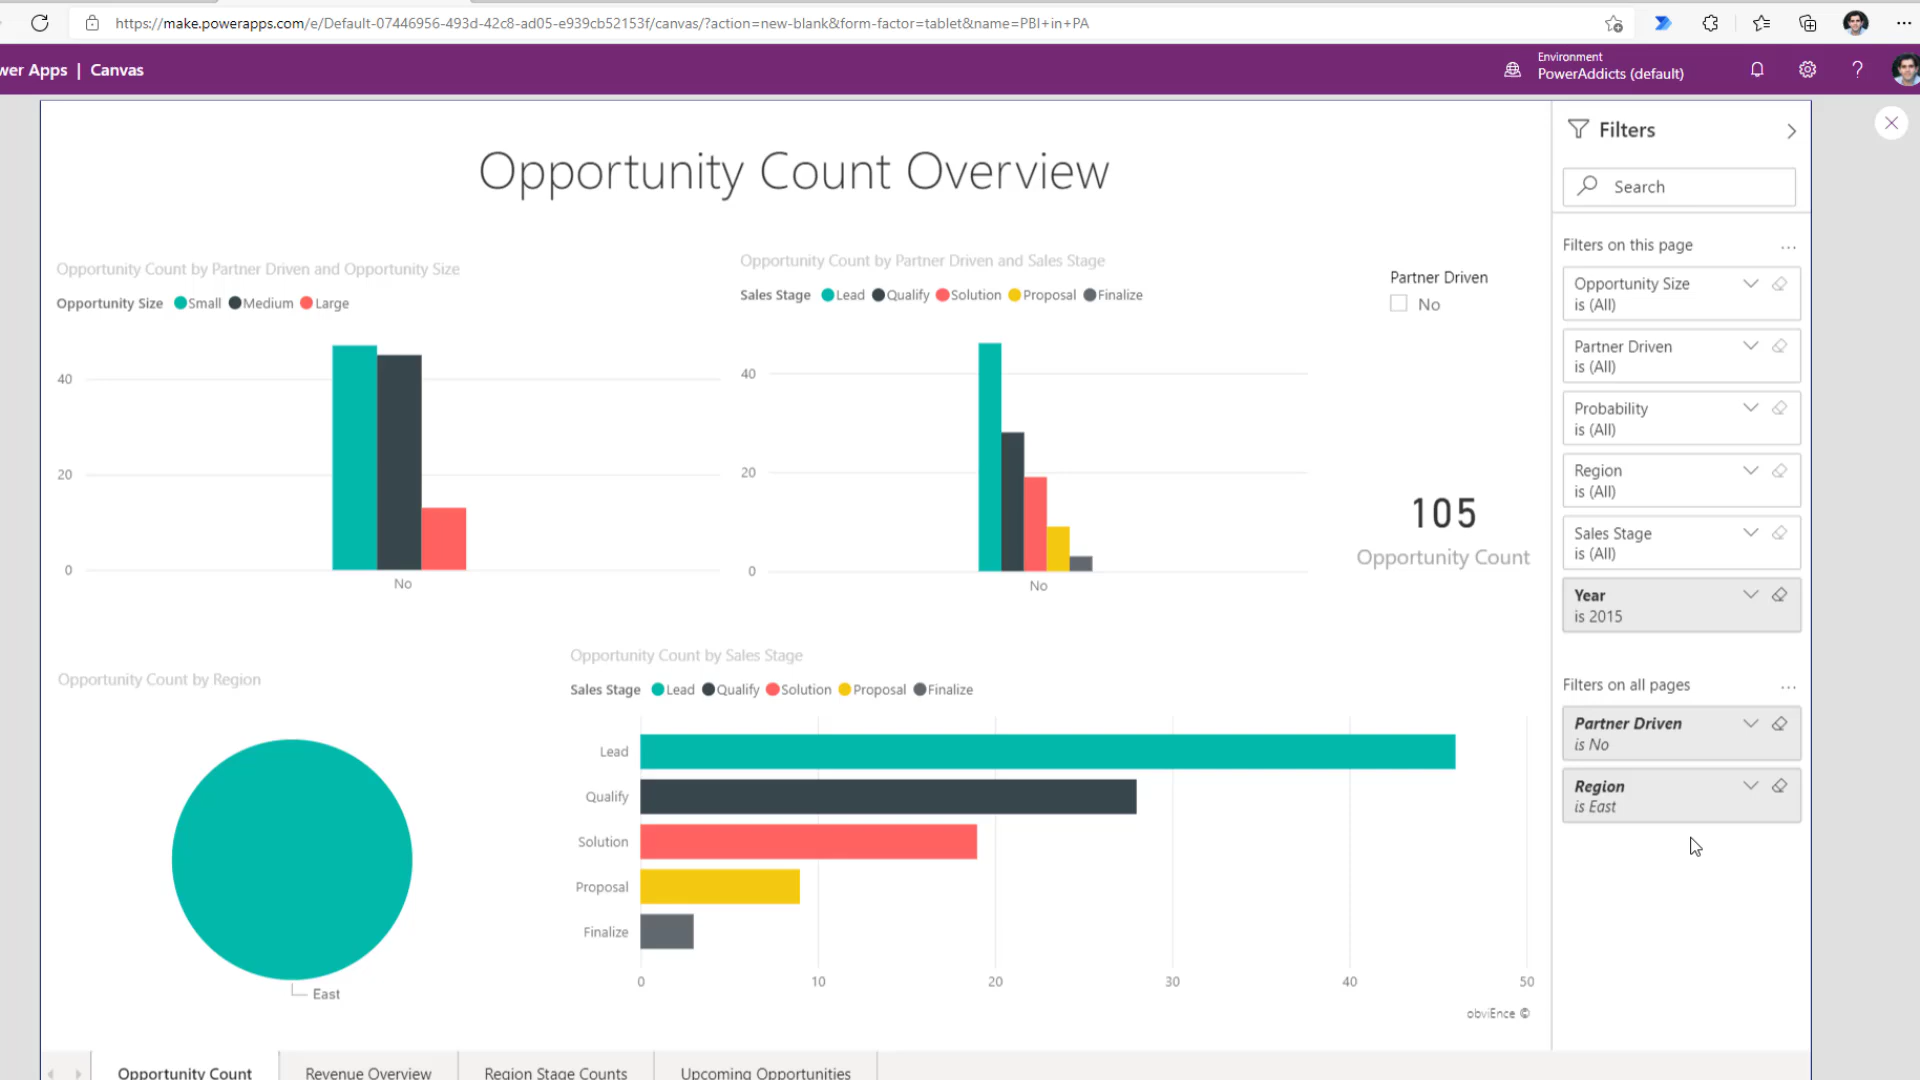 https://make.powerapps.com/e/Default-07446956-493d-42c8-ad05-e939cb52153f/canvas/?action=new-blank&form-factor=tablet&name=PBI+in+PA
wer Apps | Canvas
Environment
PowerAddicts (default)
Opportunity Count Overview
Filters
Search
Opportunity Count by Partner Driven and Opportunity Size
Opportunity Size Small Medium Large
40
20
0
No
Opportunity Count by Partner Driven and Sales Stage
Sales Stage Lead Qualify Solution Proposal Finalize
40
20
0
No
Partner Driven
No
105
Opportunity Count
Filters on this page
Opportunity Size
is (All)
Partner Driven
is (All)
Probability
is (All)
Region
is (All)
Sales Stage
is (All)
Year
is 2015
Filters on all pages
Partner Driven
is No
Region
is East
Opportunity Count by Region
East
Opportunity Count by Sales Stage
Sales Stage Lead Qualify Solution Proposal Finalize
Lead
Qualify
Solution
Proposal
Finalize
0 10 20 30 40 50
obviEnce ©
Opportunity Count Revenue Overview Region Stage Counts Upcoming Opportunities